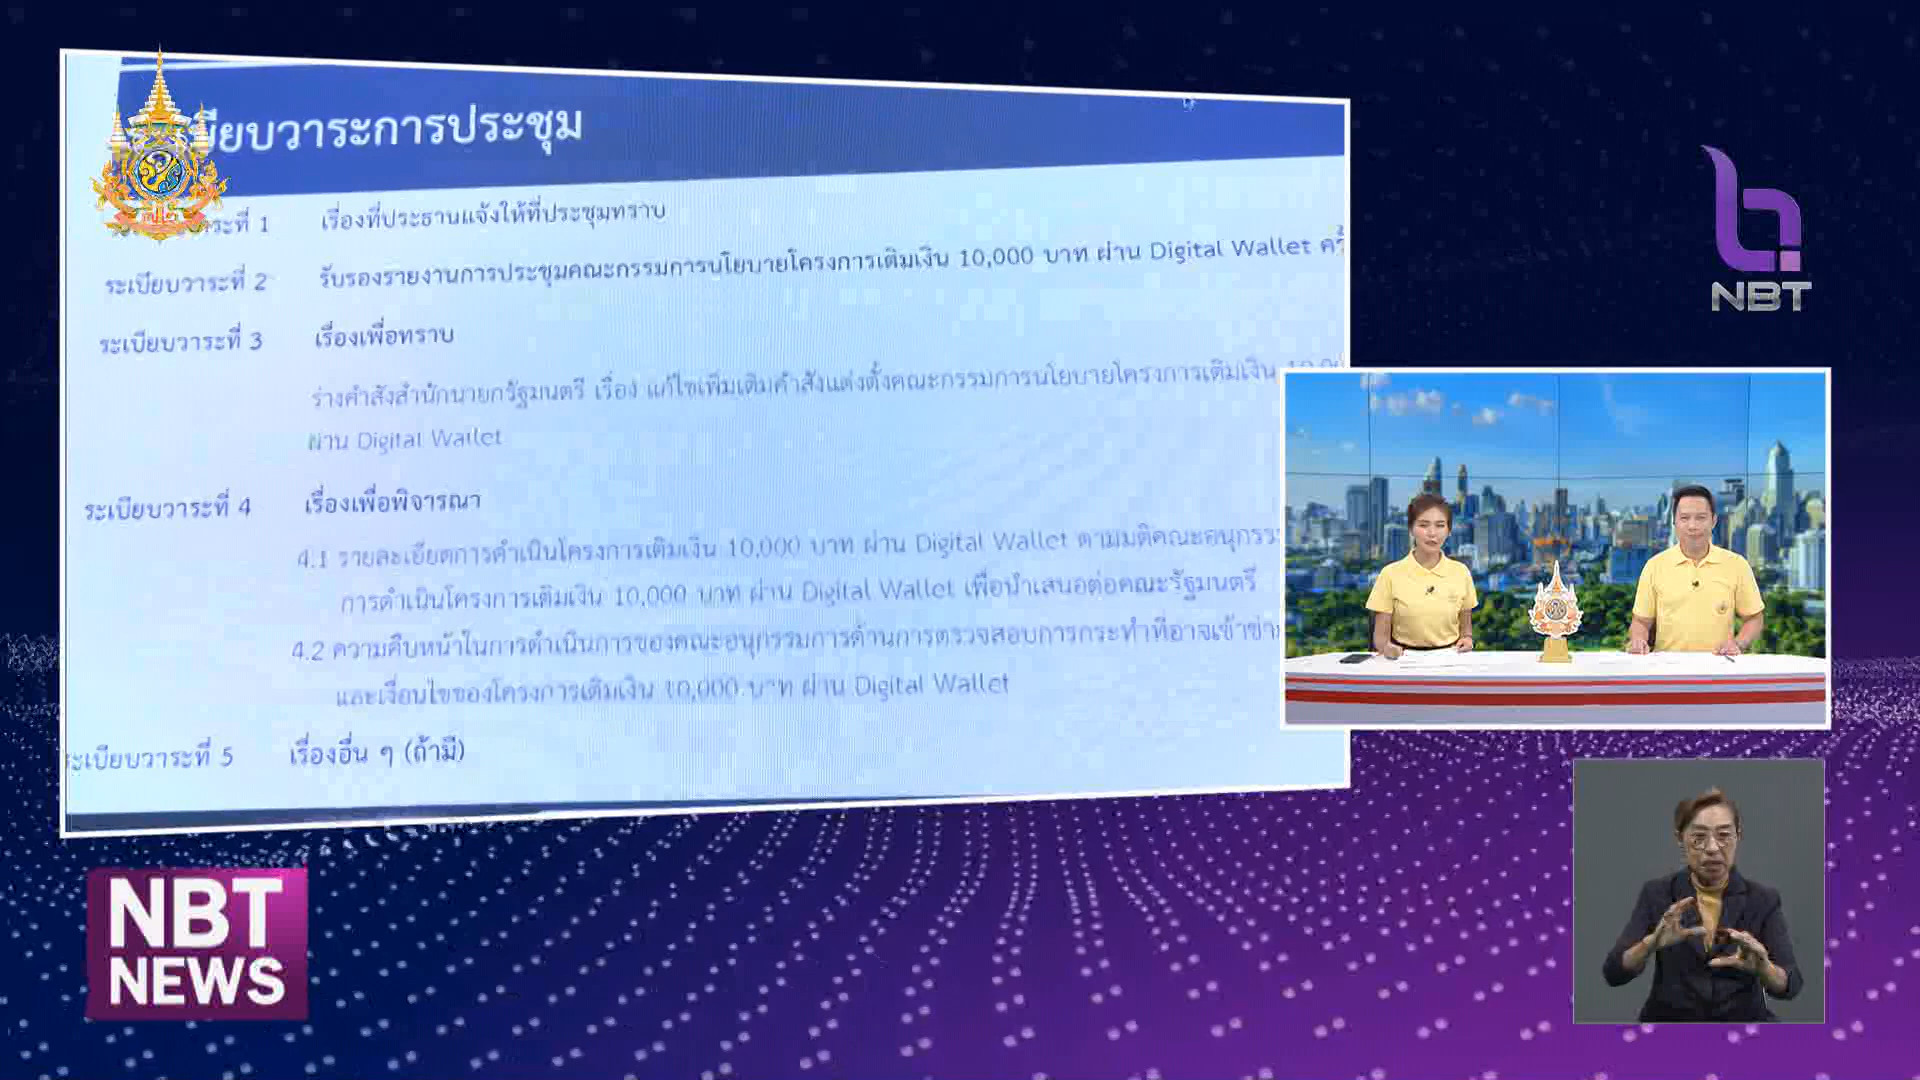 บียบวาระการประชุม
ระที่ 1 เรื่องที่ประธานแจ้งให้ที่ประชุมทราบ
ระเบียบวาระที่ 2 รับรองรายงานการประชุมคณะกรรมการนโยบายโครงการเติมเงิน 10,000 บาท ผ่าน Digital Wallet
ระเบียบวาระที่ 3 เรื่องเพื่อทราบ
ร่างคำสั่งสำนักนายกรัฐมนตรี เรื่อง แก้ไขเพิ่มเติมคำสั่งแต่งตั้งคณะกรรมการนโยบายโครงการเติมเงิน
ผ่าน Digital Wallet
ระเบียบวาระที่ 4 เรื่องเพื่อพิจารณา
4.1 รายละเอียดการดำเนินโครงการเติมเงิน 10,000 บาท ผ่าน Digital Wallet ตามมติคณะอนุกรร
การดำเนินโครงการเติมเงิน 10,000 บาท ผ่าน Digital Wallet เพื่อนำเสนอต่อคณะรัฐมนตรี
4.2 ความคืบหน้าในการดำเนินการของคณะอนุกรรมการด้านการตรวจสอบการกระทำที่อาจเข้าข่าย
และเงื่อนไขของโครงการเติมเงิน 10,000 บาท ผ่าน Digital Wallet
ะเบียบวาระที่ 5 เรื่องอื่น ๆ (ถ้ามี)
NBT
NBT
NEWS